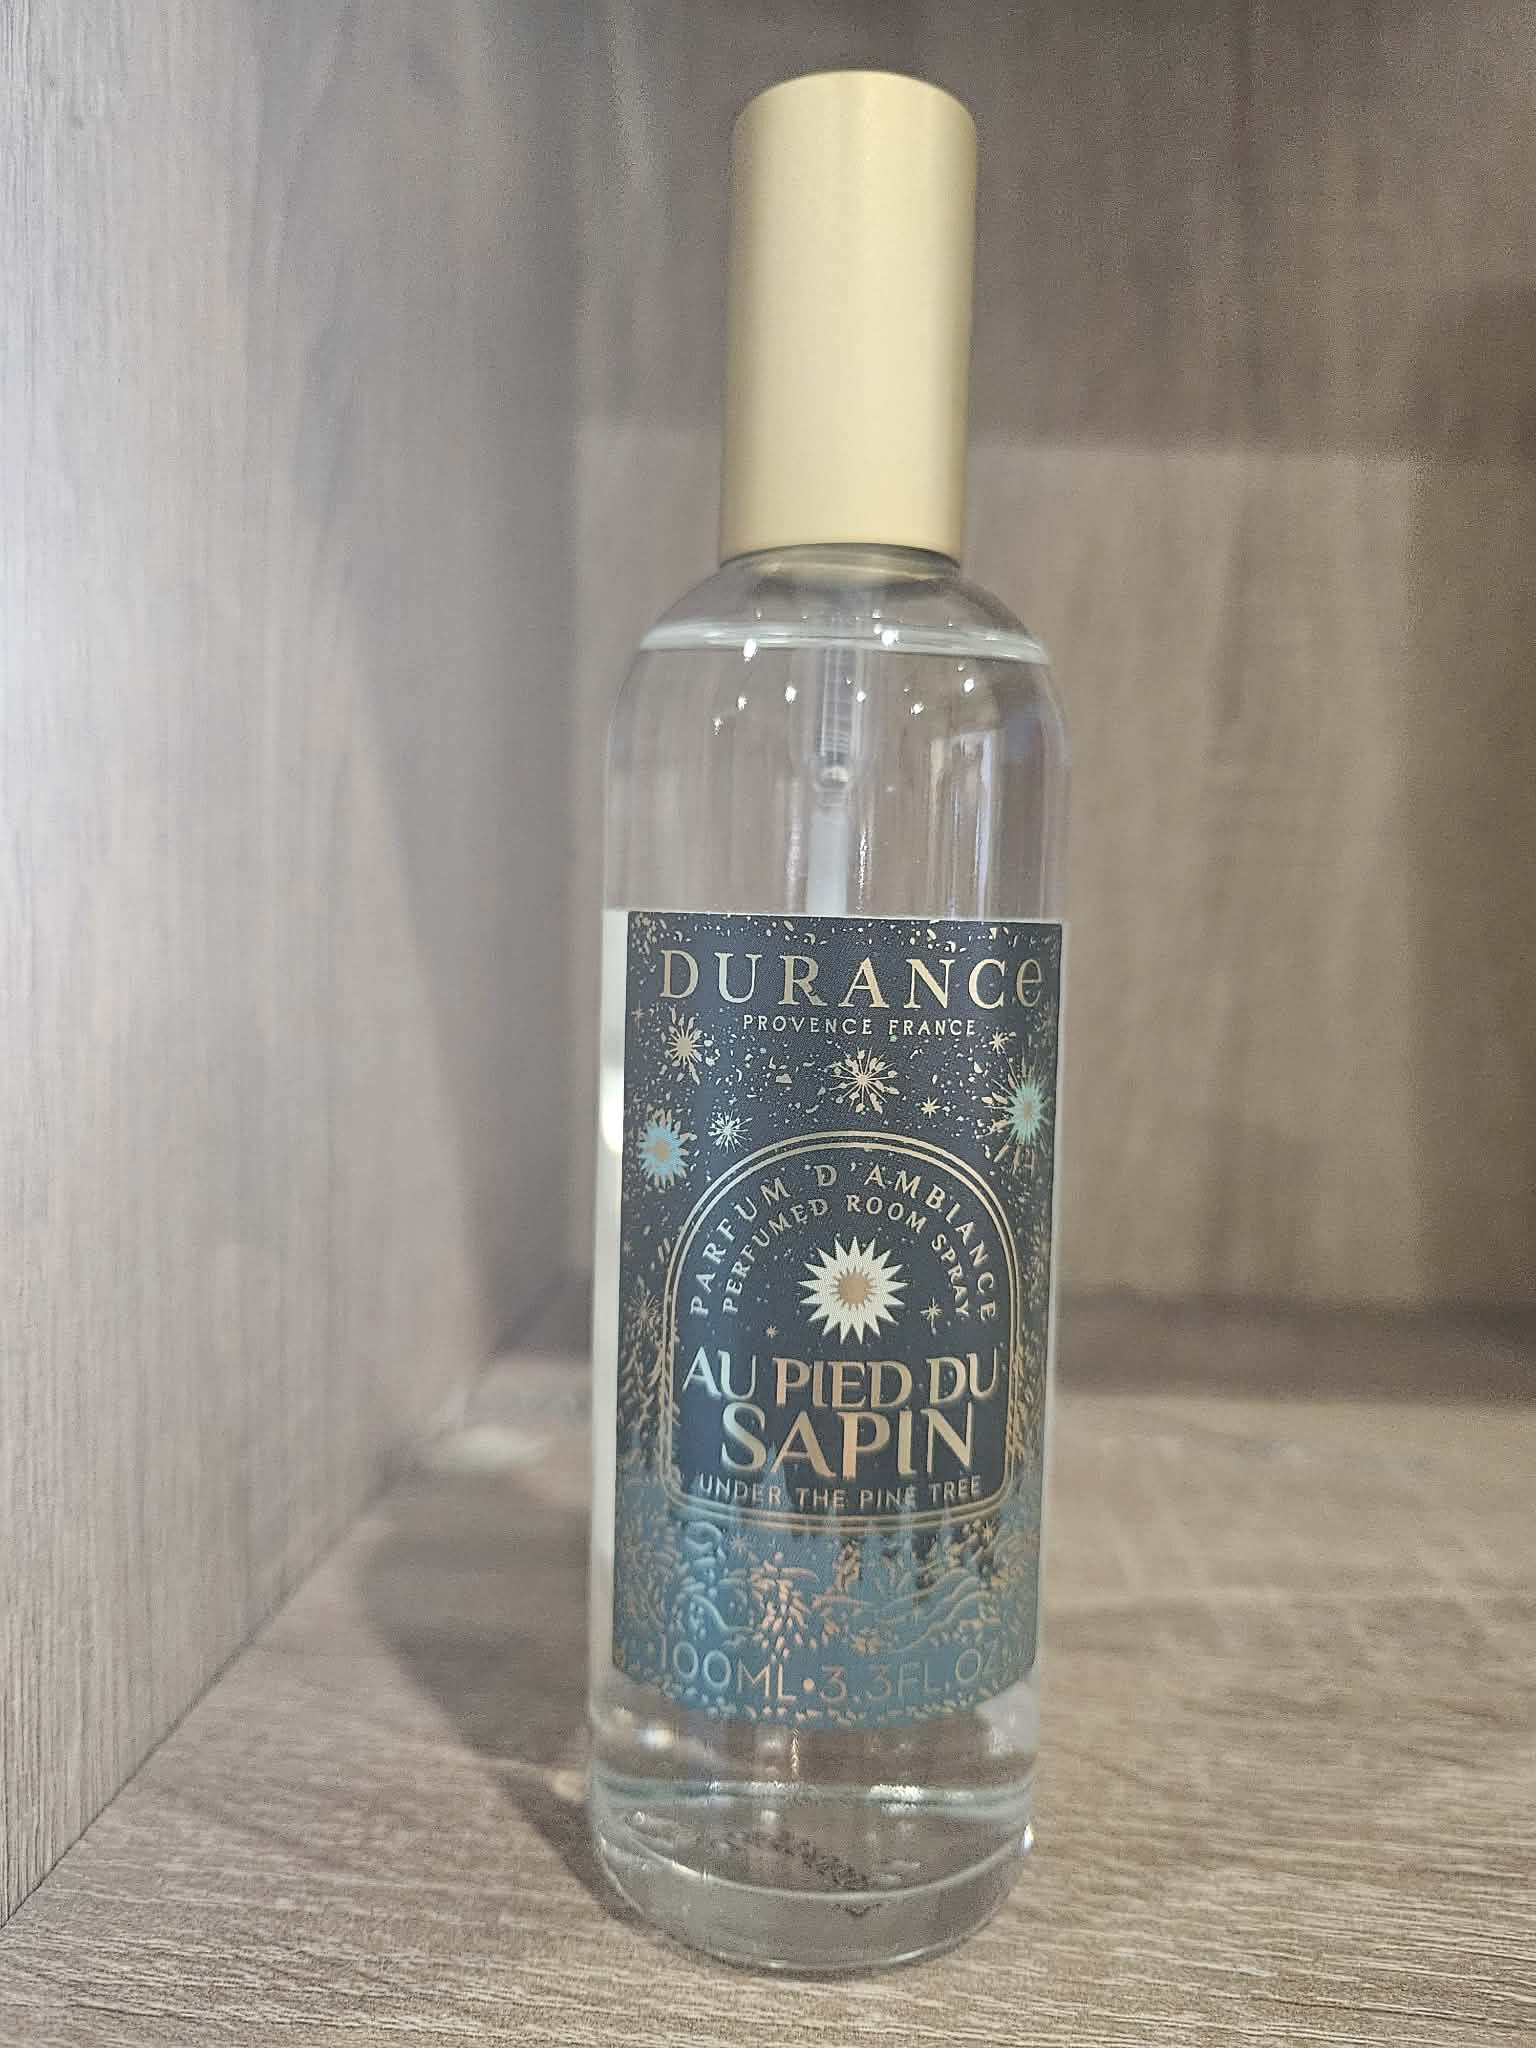 DURANCe
PROVENCE FRANCE
PARFUM D'AMBIANCE
PERFUMED ROOM SPRAY
AU PIED DU
SAPIN
UNDER THE PINE TREE
100ML•3.3FL.OZ